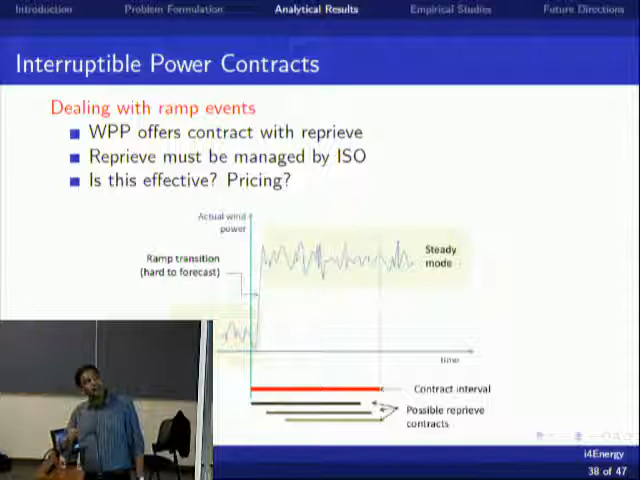 Introduction Problem Formulation Analytical Results Empirical Studies Future Directions
Interruptible Power Contracts
Dealing with ramp events
WPP offers contract with reprieve
Reprieve must be managed by ISO
Is this effective? Pricing?
Actual wind
power
Ramp transition
(hard to forecast)
Steady
mode
time
Contract interval
Possible reprieve
contracts
i4Energy
38 of 47